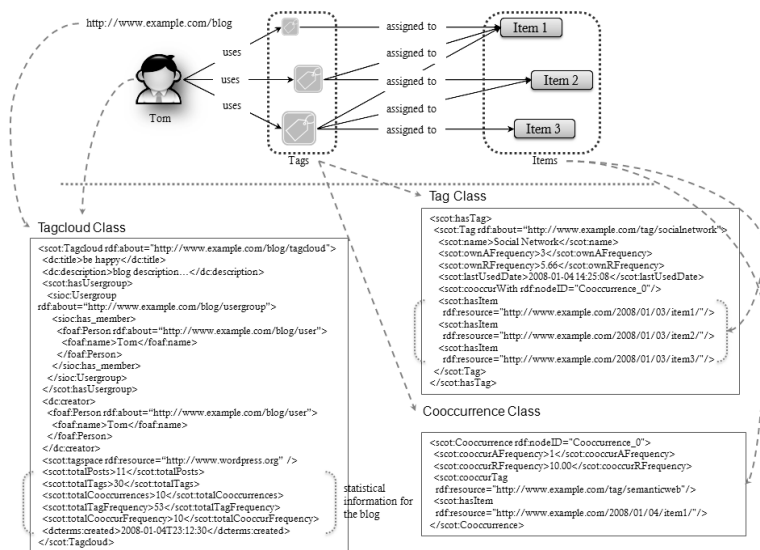 http://www.example.com/blog
uses
uses
uses
Tom
Tags
assigned to
assigned to
assigned to
assigned to
assigned to
assigned to
Item 1
Item 2
Item 3
Items
Tagcloud Class
<scot:Tagcloud rdf:about="http://www.example.com/blog/tagcloud">
<dc:title>be happy</dc:title>
<dc:description>blog description…</dc:description>
<scot:hasUsergroup>
<sioc:Usergroup
rdf:about="http://www.example.com/blog/usergroup">
<sioc:has_member>
<foaf:Person rdf:about="http://www.example.com/blog/user">
<foaf:name>Tom</foaf:name>
</foaf:Person>
</sioc:has_member>
</sioc:Usergroup>
</scot:hasUsergroup>
<dc:creator>
<foaf:Person rdf:about="http://www.example.com/blog/user">
<foaf:name>Tom</foaf:name>
</foaf:Person>
</dc:creator>
<scot:tagspace rdf:resource="http://www.wordpress.org" />
<scot:totalPosts>11</scot:totalPosts>
<scot:totalTags>30</scot:totalTags>
<scot:totalCooccurrences>10</scot:totalCooccurrences>
<scot:totalTagFrequency>53</scot:totalTagFrequency>
<scot:totalCooccurFrequency>10</scot:totalCooccurFrequency>
<dcterms:created>2008-01-04T23:12:30</dcterms:created>
</scot:Tagcloud>
statistical
information for
the blog
Tag Class
<scot:hasTag>
<scot:Tag rdf:about="http://www.example.com/tag/socialnetwork">
<scot:name>Social Network</scot:name>
<scot:ownAFrequency>3</scot:ownAFrequency>
<scot:ownRFrequency>5.66</scot:ownRFrequency>
<scot:lastUsedDate>2008-01-04 14:25:08</scot:lastUsedDate>
<scot:cooccurWith rdf:nodeID="Cooccurrence_0"/>
<scot:hasItem
rdf:resource="http://www.example.com/2008/01/03/item1/"/>
<scot:hasItem
rdf:resource="http://www.example.com/2008/01/03/item2/"/>
<scot:hasItem
rdf:resource="http://www.example.com/2008/01/03/item3/"/>
</scot:Tag>
</scot:hasTag>
Cooccurrence Class
<scot:Cooccurrence rdf:nodeID="Cooccurrence_0">
<scot:cooccurAFrequency>1</scot:cooccurAFrequency>
<scot:cooccurRFrequency>10.00</scot:cooccurRFrequency>
<scot:cooccurTag
rdf:resource="http://www.example.com/tag/semanticweb"/>
<scot:hasItem
rdf:resource="http://www.example.com/2008/01/04/item1/"/>
</scot:Cooccurrence>